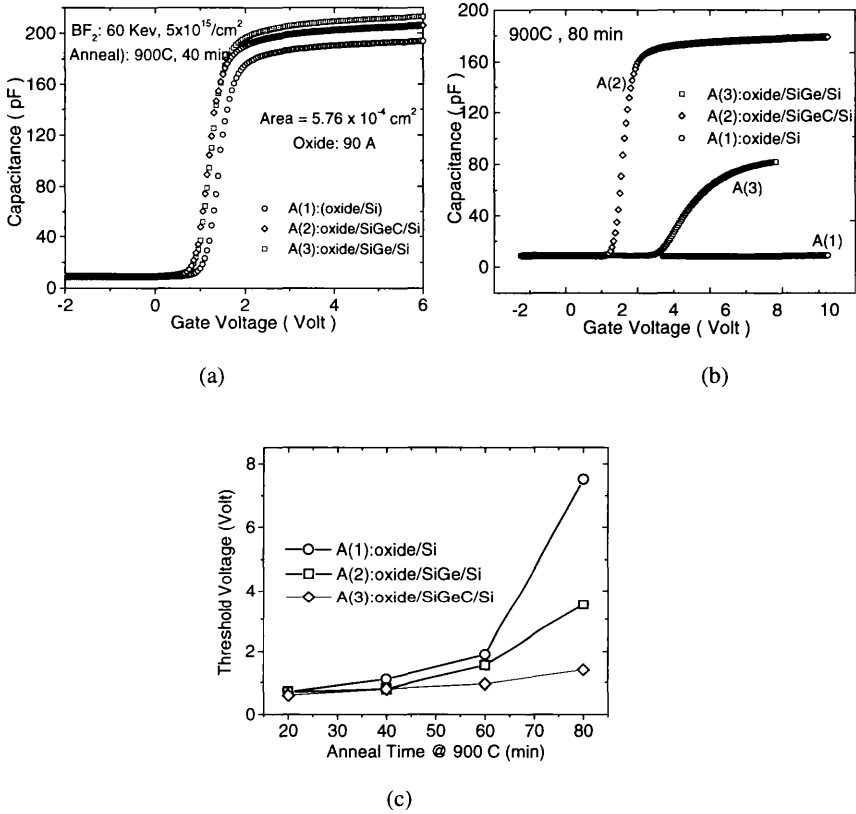 BF2: 60 Kev, 5x10^15/cm^2
Anneal): 900C, 40 min
Area = 5.76 x 10^-4 cm^2
Oxide: 90 A
A(1):(oxide/Si)
A(2):oxide/SiGeC/Si
A(3):oxide/SiGe/Si
Capacitance ( pF )
200
160
120
80
40
0
-2 0 2 4 6
Gate Voltage ( Volt )
(a)
900C , 80 min
A(2)
A(3):oxide/SiGe/Si
A(2):oxide/SiGeC/Si
A(1):oxide/Si
A(3)
A(1)
Capacitance ( pF )
200
160
120
80
40
0
-2 0 2 4 6 8 10
Gate Voltage ( Volt )
(b)
A(1):oxide/Si
A(2):oxide/SiGe/Si
A(3):oxide/SiGeC/Si
Threshold Voltage (Volt)
8
6
4
2
0
20 30 40 50 60 70 80
Anneal Time @ 900 C (min)
(c)